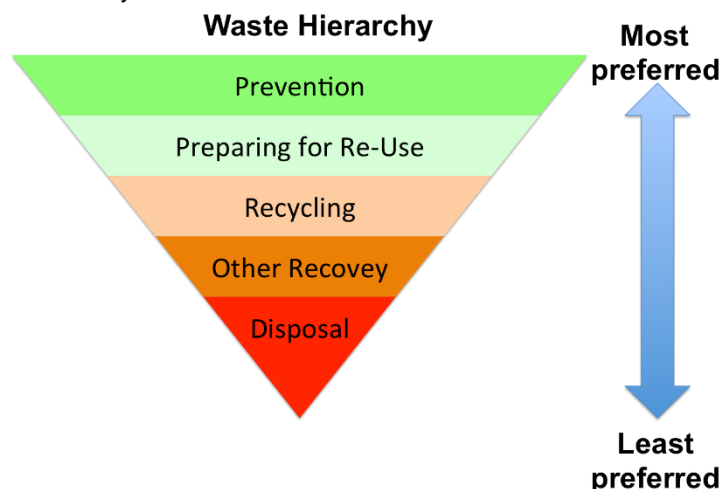 Waste Hierarchy
Most
preferred
Prevention
Preparing for Re-Use
Recycling
Other Recovey
Disposal
Least
preferred